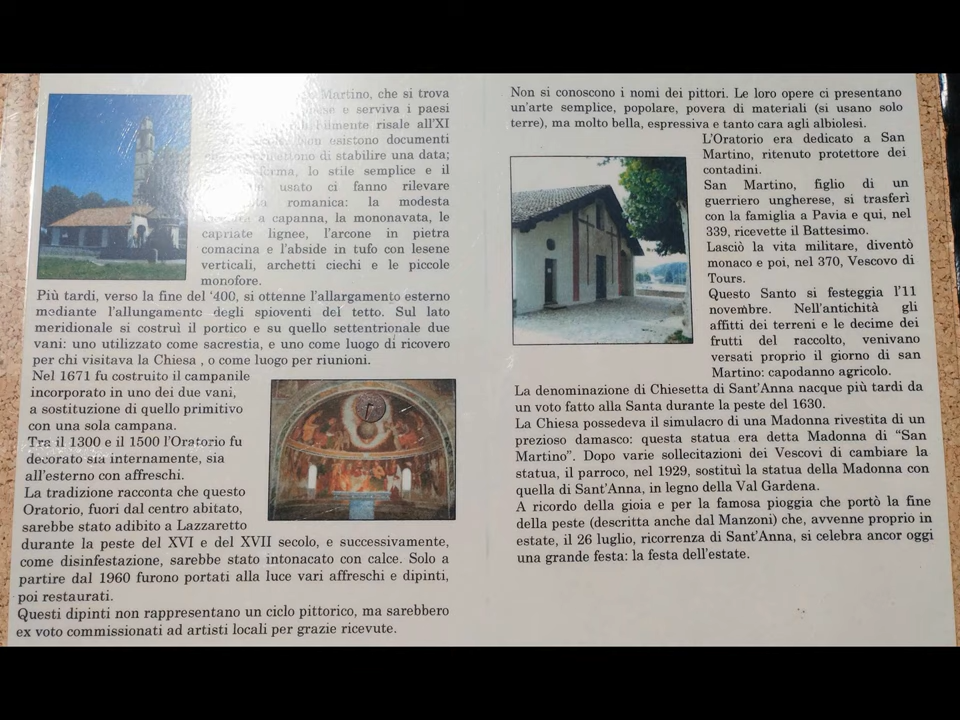 Martino, che si trova
e serviva i paesi
risale all'XI
Non esistono documenti
di stabilire una data;
forma, lo stile semplice e il
usato ci fanno rilevare
romanica: la modesta
a capanna, la mononavata, le
capriate lignee, l'arcone in pietra
comacina e l'abside in tufo con lesene
verticali, archetti ciechi e le piccole
monofore.
Più tardi, verso la fine del '400, si ottenne l'allargamento esterno
mediante l'allungamento degli spioventi del tetto. Sul lato
meridionale si costruì il portico e su quello settentrionale due
vani: uno utilizzato come sacrestia, e uno come luogo di ricovero
per chi visitava la Chiesa , o come luogo per riunioni.
Nel 1671 fu costruito il campanile
incorporato in uno dei due vani,
a sostituzione di quello primitivo
con una sola campana.
Tra il 1300 e il 1500 l'Oratorio fu
decorato sia internamente, sia
all'esterno con affreschi.
La tradizione racconta che questo
Oratorio, fuori dal centro abitato,
sarebbe stato adibito a Lazzaretto
durante la peste del XVI e del XVII secolo, e successivamente,
come disinfestazione, sarebbe stato intonacato con calce. Solo a
partire dal 1960 furono portati alla luce vari affreschi e dipinti,
poi restaurati.
Questi dipinti non rappresentano un ciclo pittorico, ma sarebbero
ex voto commissionati ad artisti locali per grazie ricevute.
Non si conoscono i nomi dei pittori. Le loro opere ci presentano
un'arte semplice, popolare, povera di materiali (si usano solo
terre), ma molto bella, espressiva e tanto cara agli albiolesi.
L'Oratorio era dedicato a San
Martino, ritenuto protettore dei
contadini.
San Martino, figlio di un
guerriero ungherese, si trasferì
con la famiglia a Pavia e qui, nel
339, ricevette il Battesimo.
Lasciò la vita militare, diventò
monaco e poi, nel 370, Vescovo di
Tours.
Questo Santo si festeggia l'11
novembre. Nell'antichità gli
affitti dei terreni e le decime dei
frutti del raccolto, venivano
versati proprio il giorno di san
Martino: capodanno agricolo.
La denominazione di Chiesetta di Sant'Anna nacque più tardi da
un voto fatto alla Santa durante la peste del 1630.
La Chiesa possedeva il simulacro di una Madonna rivestita di un
prezioso damasco: questa statua era detta Madonna di "San
Martino". Dopo varie sollecitazioni dei Vescovi di cambiare la
statua, il parroco, nel 1929, sostituì la statua della Madonna con
quella di Sant'Anna, in legno della Val Gardena.
A ricordo della gioia e per la famosa pioggia che portò la fine
della peste (descritta anche dal Manzoni) che, avvenne proprio in
estate, il 26 luglio, ricorrenza di Sant'Anna, si celebra ancor oggi
una grande festa: la festa dell'estate.